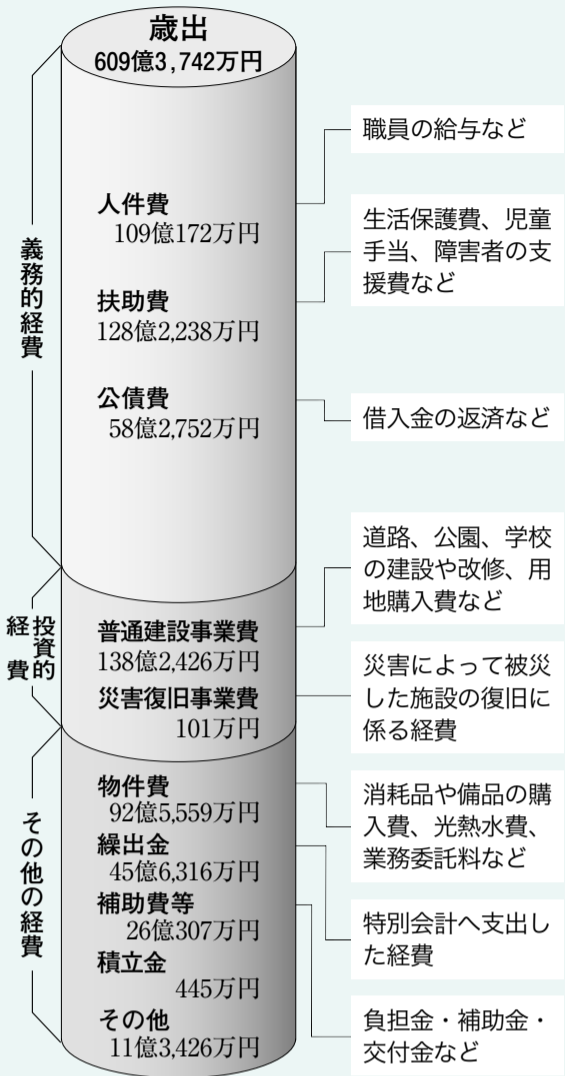 歳出
609億3,742万円
義務的経費
人件費
109億172万円
職員の給与など
扶助費
128億2,238万円
生活保護費、児童
手当、障害者の支
援費など
公債費
58億2,752万円
借入金の返済など
投資的
経費
普通建設事業費
138億2,426万円
道路、公園、学校
の建設や改修、用
地購入費など
災害復旧事業費
101万円
災害によって被災
した施設の復旧に
係る経費
その他の経費
物件費
92億5,559万円
消耗品や備品の購
入費、光熱水費、
業務委託料など
繰出金
45億6,316万円
特別会計へ支出し
た経費
補助費等
26億307万円
負担金・補助金・
交付金など
積立金
445万円
その他
11億3,426万円